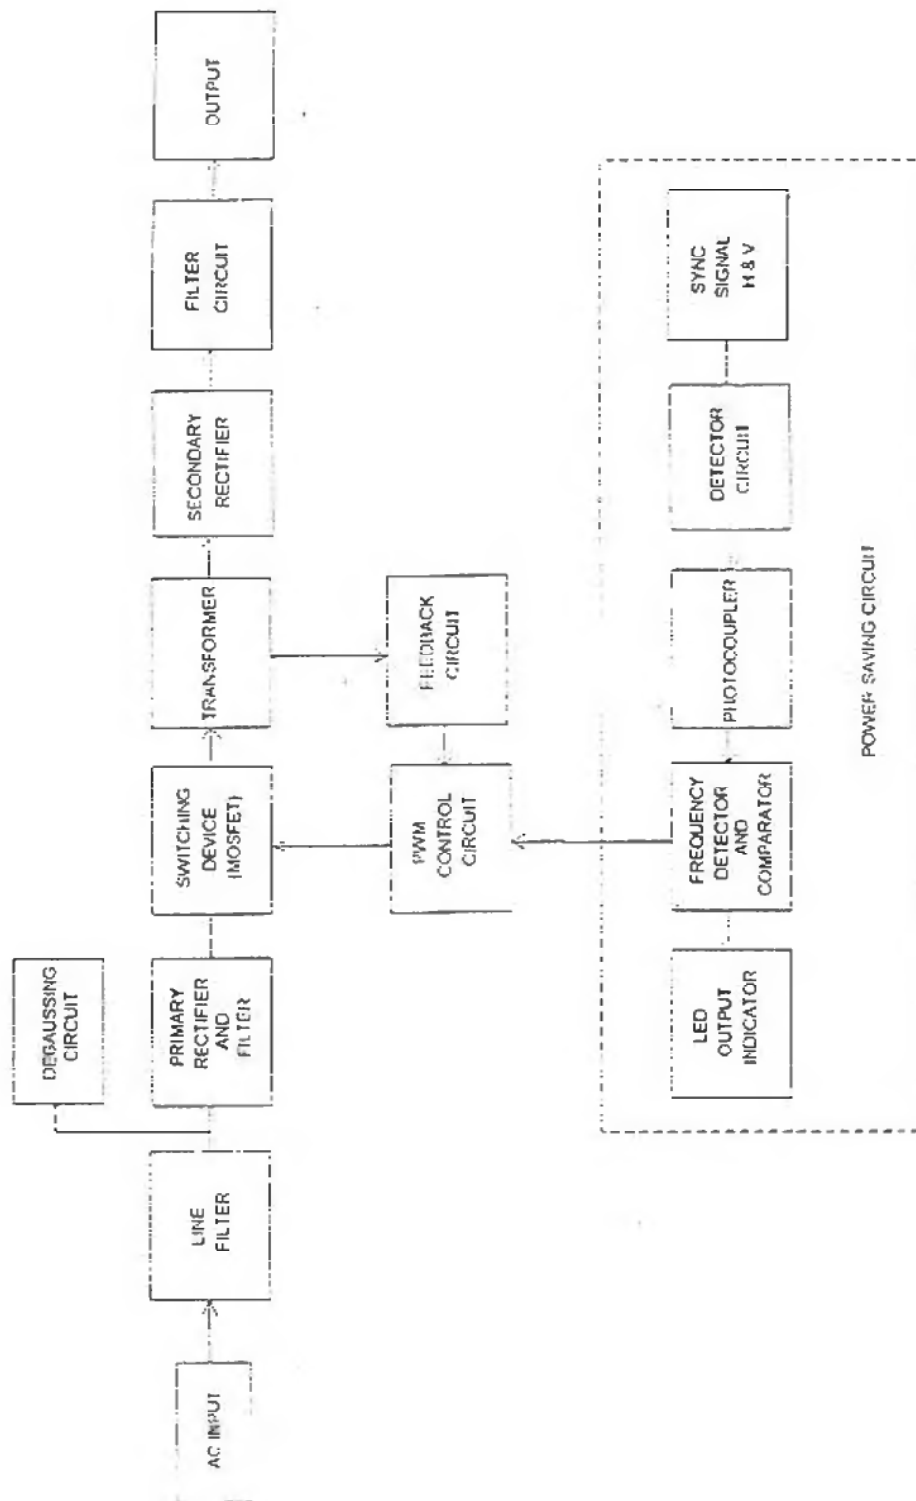 DEGAUSSING
CIRCUIT
AC INPUT
LINE
FILTER
PRIMARY
RECTIFIER
AND
FILTER
SWITCHING
DEVICE
(MOSFET)
TRANSFORMER
SECONDARY
RECTIFIER
FILTER
CIRCUIT
OUTPUT
PWM
CONTROL
CIRCUIT
FEEDBACK
CIRCUIT
LED
OUTPUT
INDICATOR
FREQUENCY
DETECTOR
AND
COMPARATOR
PHOTOCOUPLER
DETECTOR
CIRCUIT
SYNC
SIGNAL
H & V
POWER SAVING CIRCUIT